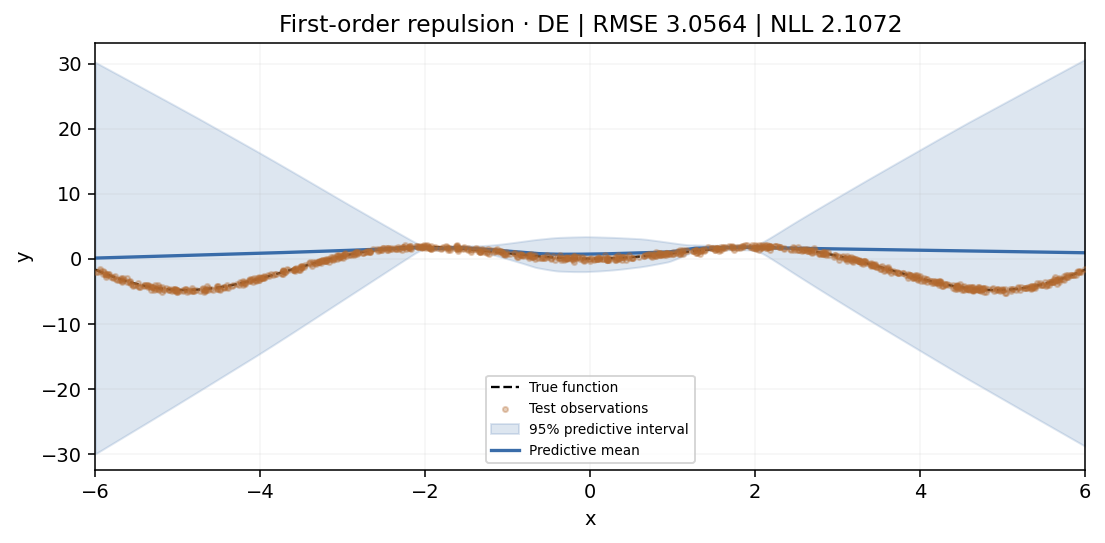 First-order repulsion · DE | RMSE 3.0564 | NLL 2.1072
30
20
10
0
−10
−20
−30
y
True function
Test observations
95% predictive interval
Predictive mean
−6 −4 −2 0 2 4 6
x